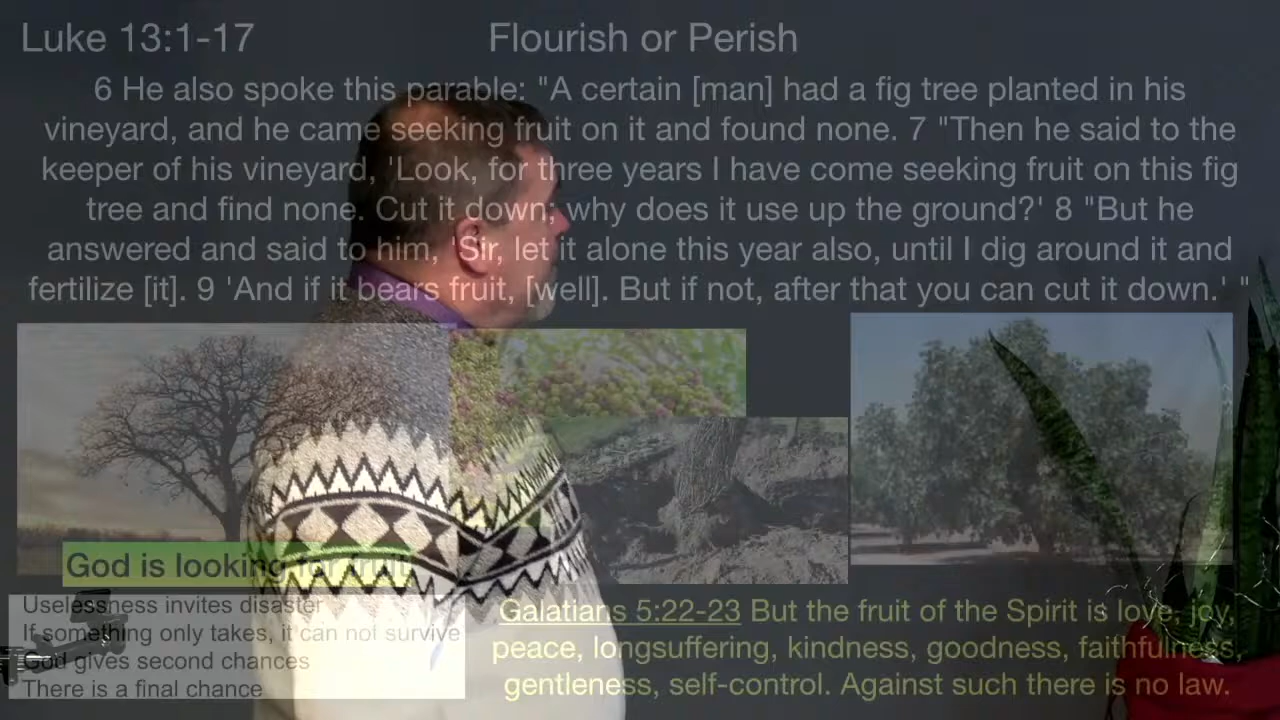 Luke 13:1-17
Flourish or Perish
6 He also spoke this parable: "A certain [man] had a fig tree planted in his
vineyard, and he came seeking fruit on it and found none. 7 "Then he said to the
keeper of his vineyard, 'Look, for three years I have come seeking fruit on this fig
tree and find none. Cut it down; why does it use up the ground?' 8 "But he
answered and said to him, 'Sir, let it alone this year also, until I dig around it and
fertilize [it]. 9 'And if it bears fruit, [well]. But if not, after that you can cut it down.' "
God is looking for fruit
Uselessness invites disaster
If something only takes, it can not survive
God gives second chances
There is a final chance
Galatians 5:22-23 But the fruit of the Spirit is love, joy,
peace, longsuffering, kindness, goodness, faithfulness,
gentleness, self-control. Against such there is no law.